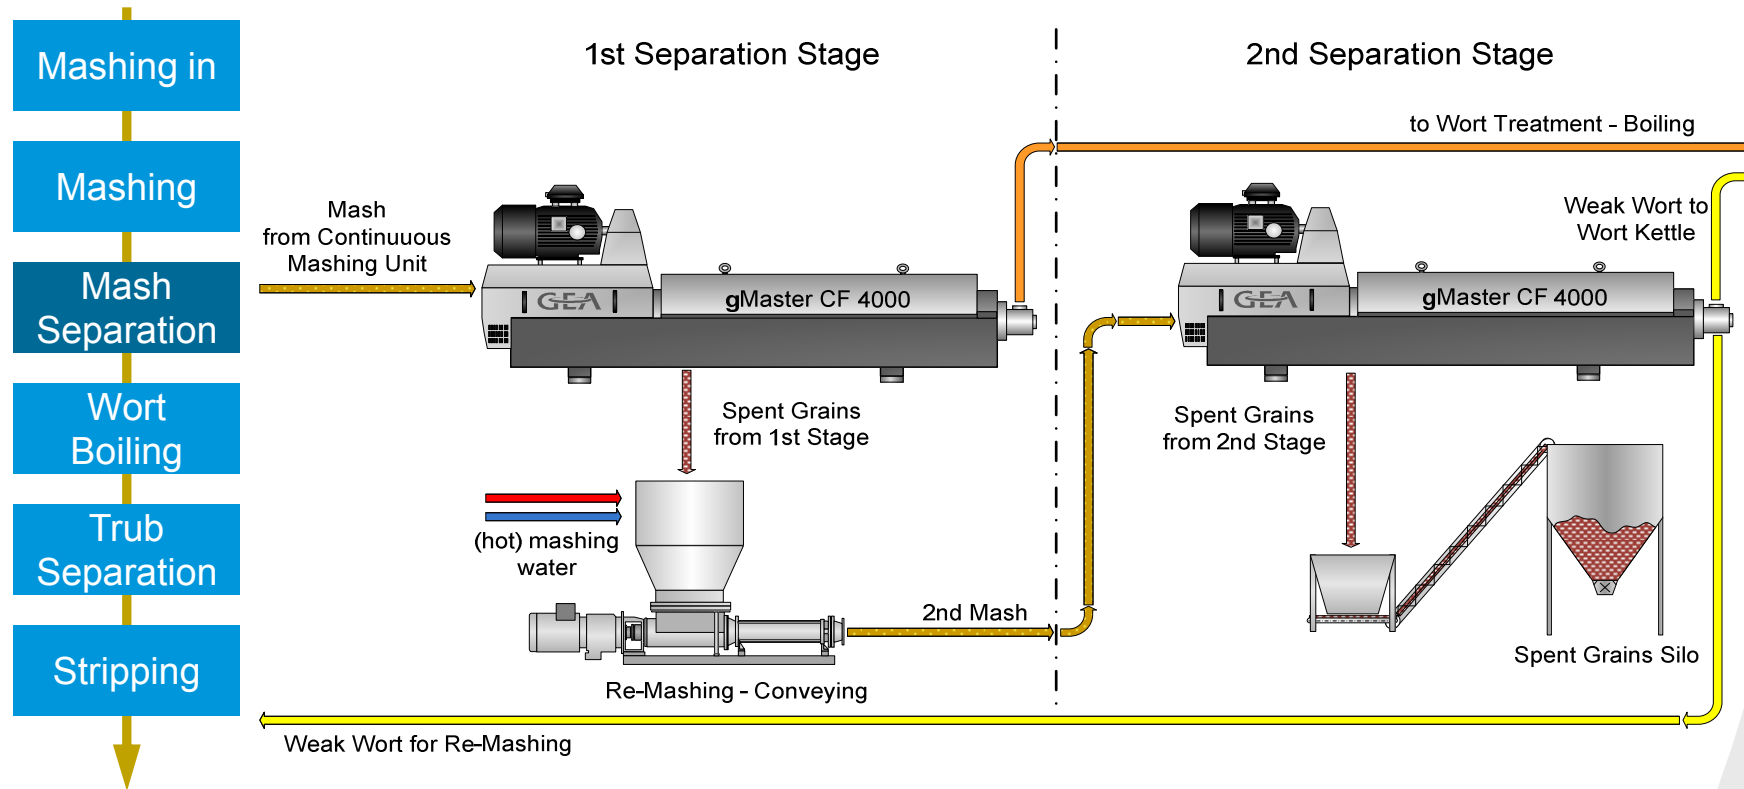 Mashing in
Mashing
Mash
Separation
Wort
Boiling
Trub
Separation
Stripping
1st Separation Stage
2nd Separation Stage
to Wort Treatment - Boiling
Mash
from Continuuous
Mashing Unit
GEA
gMaster CF 4000
Weak Wort to
Wort Kettle
GEA
gMaster CF 4000
Spent Grains
from 1st Stage
Spent Grains
from 2nd Stage
(hot) mashing
water
2nd Mash
Re-Mashing - Conveying
Spent Grains Silo
Weak Wort for Re-Mashing